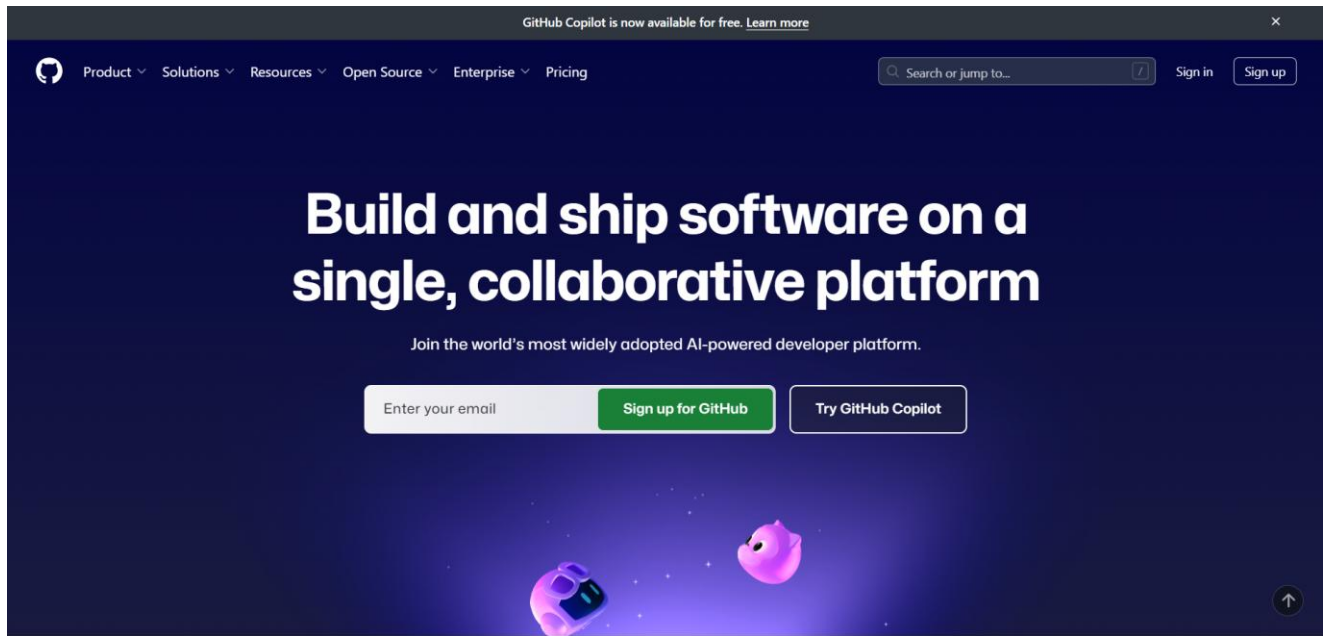 GitHub Copilot is now available for free. Learn more
Product Solutions Resources Open Source Enterprise Pricing Search or jump to... / Sign in Sign up
Build and ship software on a
single, collaborative platform
Join the world's most widely adopted AI-powered developer platform.
Enter your email Sign up for GitHub Try GitHub Copilot